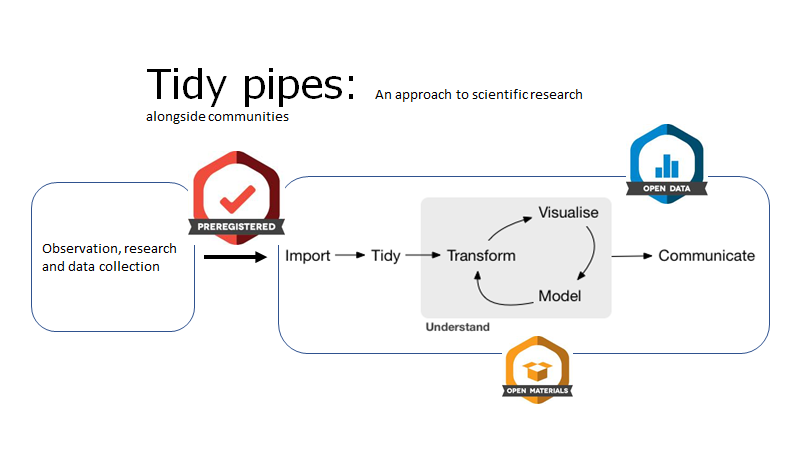 Tidy pipes: An approach to scientific research
alongside communities
OPEN DATA
PREREGISTERED
Observation, research
and data collection
Import
Tidy
Transform
Visualise
Model
Understand
Communicate
OPEN MATERIALS